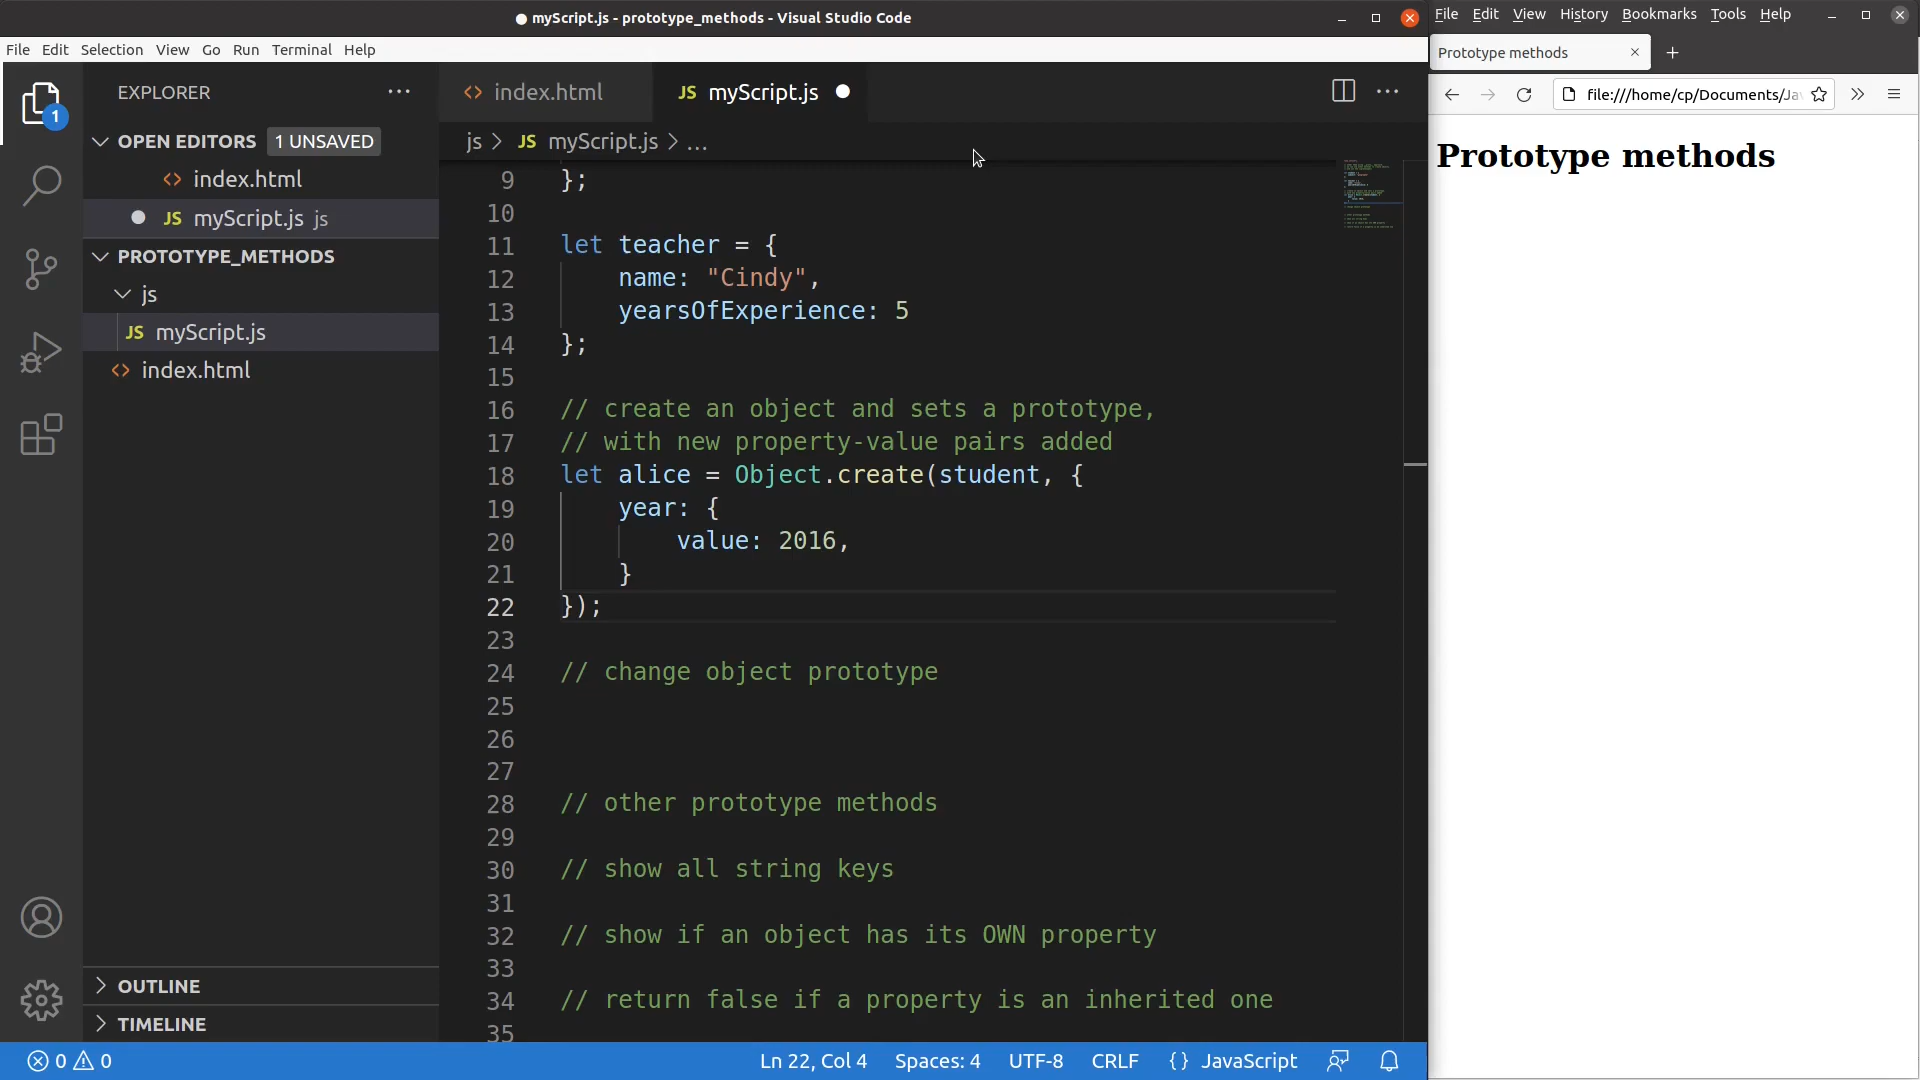 myScript.js - prototype_methods - Visual Studio Code
File Edit Selection View Go Run Terminal Help
EXPLORER
OPEN EDITORS 1 UNSAVED
index.html
myScript.js js
PROTOTYPE_METHODS
js
JS myScript.js
index.html
OUTLINE
TIMELINE
1
index.html
JS myScript.js
js > JS myScript.js > ...
9 };
10
11 let teacher = {
12 name: "Cindy",
13 yearsOfExperience: 5
14 };
15
16 // create an object and sets a prototype,
17 // with new property-value pairs added
18 let alice = Object.create(student, {
19 year: {
20 value: 2016,
21 }
22 });
23
24 // change object prototype
25
26
27
28 // other prototype methods
29
30 // show all string keys
31
32 // show if an object has its OWN property
33
34 // return false if a property is an inherited one
35
0 0
Ln 22, Col 4 Spaces: 4 UTF-8 CRLF {} JavaScript
File Edit View History Bookmarks Tools Help
Prototype methods
file:///home/cp/Documents/Ja
Prototype methods